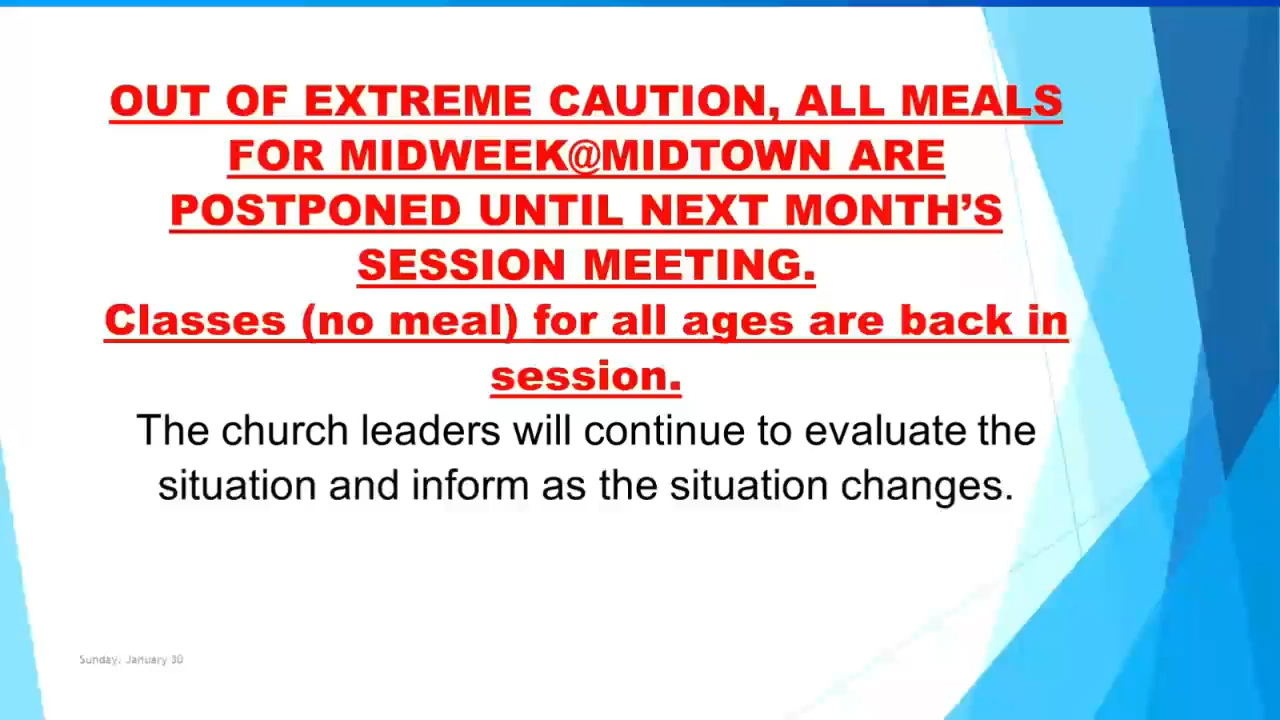 OUT OF EXTREME CAUTION, ALL MEALS
FOR MIDWEEK@MIDTOWN ARE
POSTPONED UNTIL NEXT MONTH’S
SESSION MEETING.
Classes (no meal) for all ages are back in
session.
The church leaders will continue to evaluate the
situation and inform as the situation changes.
Sunday, January 30